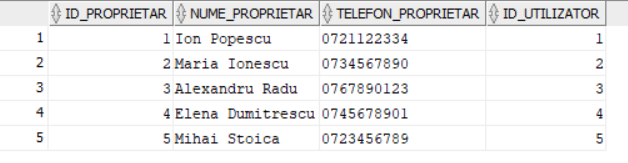 ID_PROPRIETAR NUME_PROPRIETAR TELEFON_PROPRIETAR ID_UTILIZATOR
1 1 Ion Popescu 0721122334 1
2 2 Maria Ionescu 0734567890 2
3 3 Alexandru Radu 0767890123 3
4 4 Elena Dumitrescu 0745678901 4
5 5 Mihai Stoica 0723456789 5